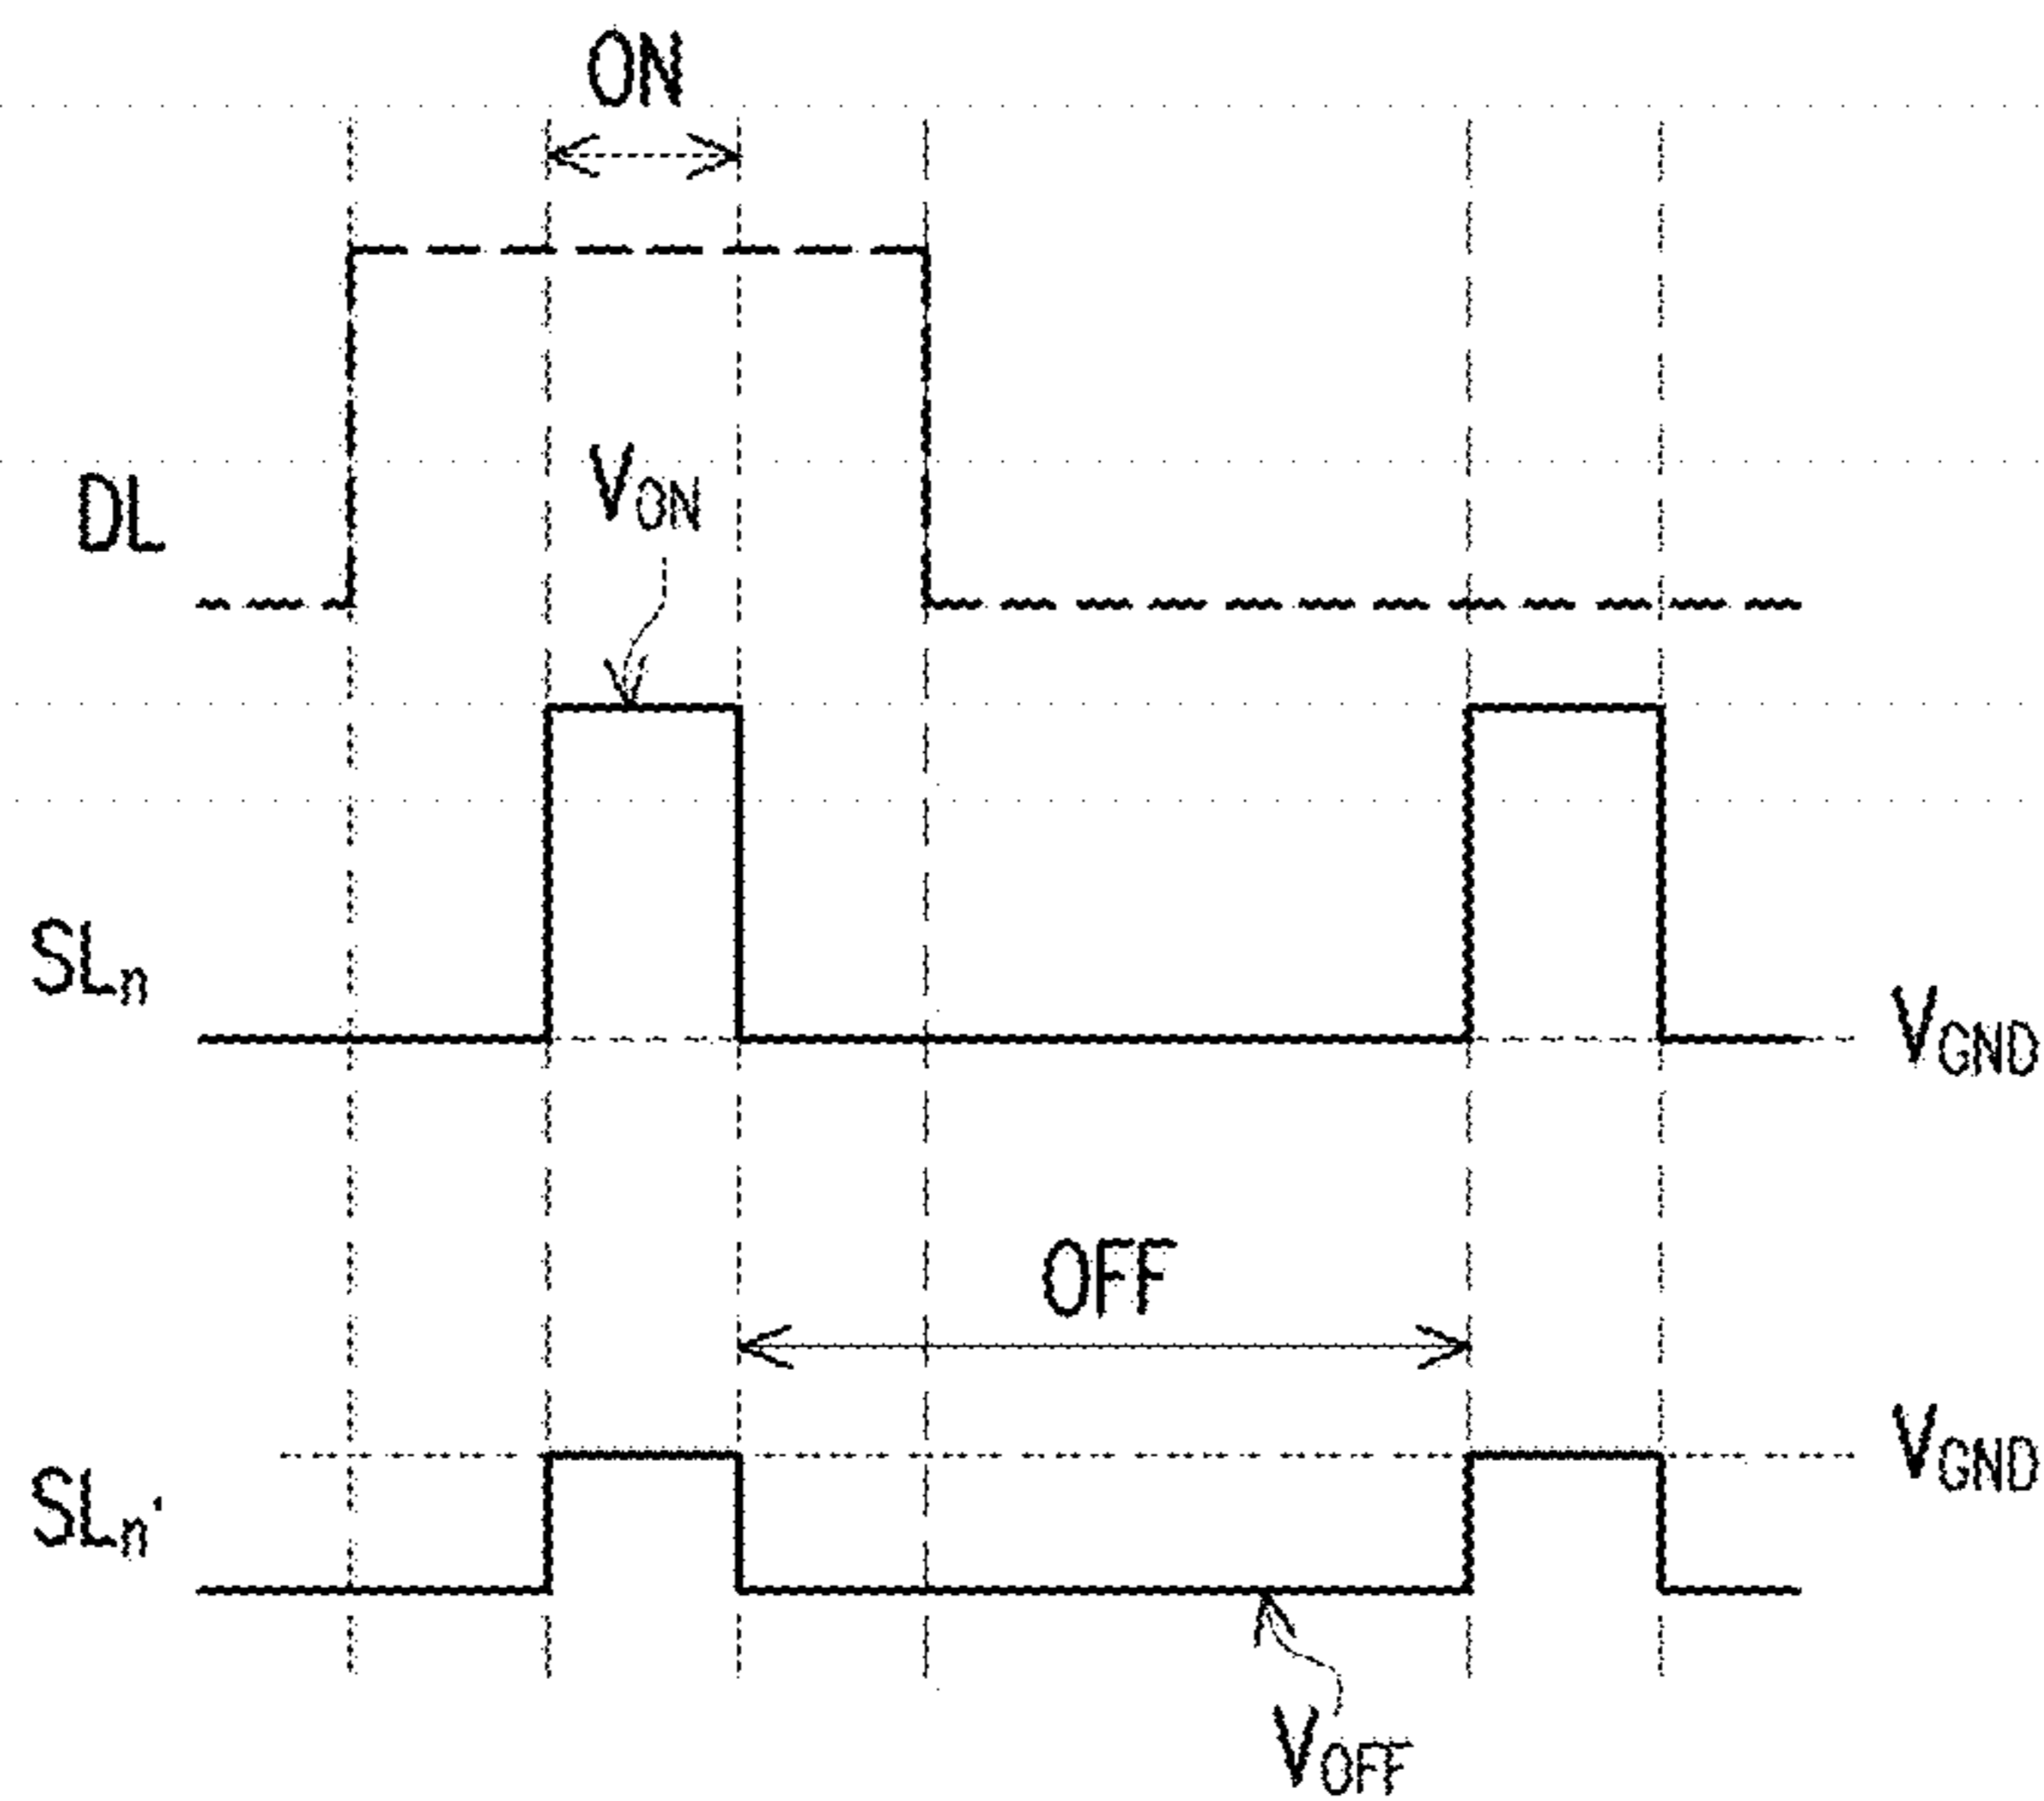 ON
DL
VON
SLn
VGND
OFF
VGND
SLn'
VOFF